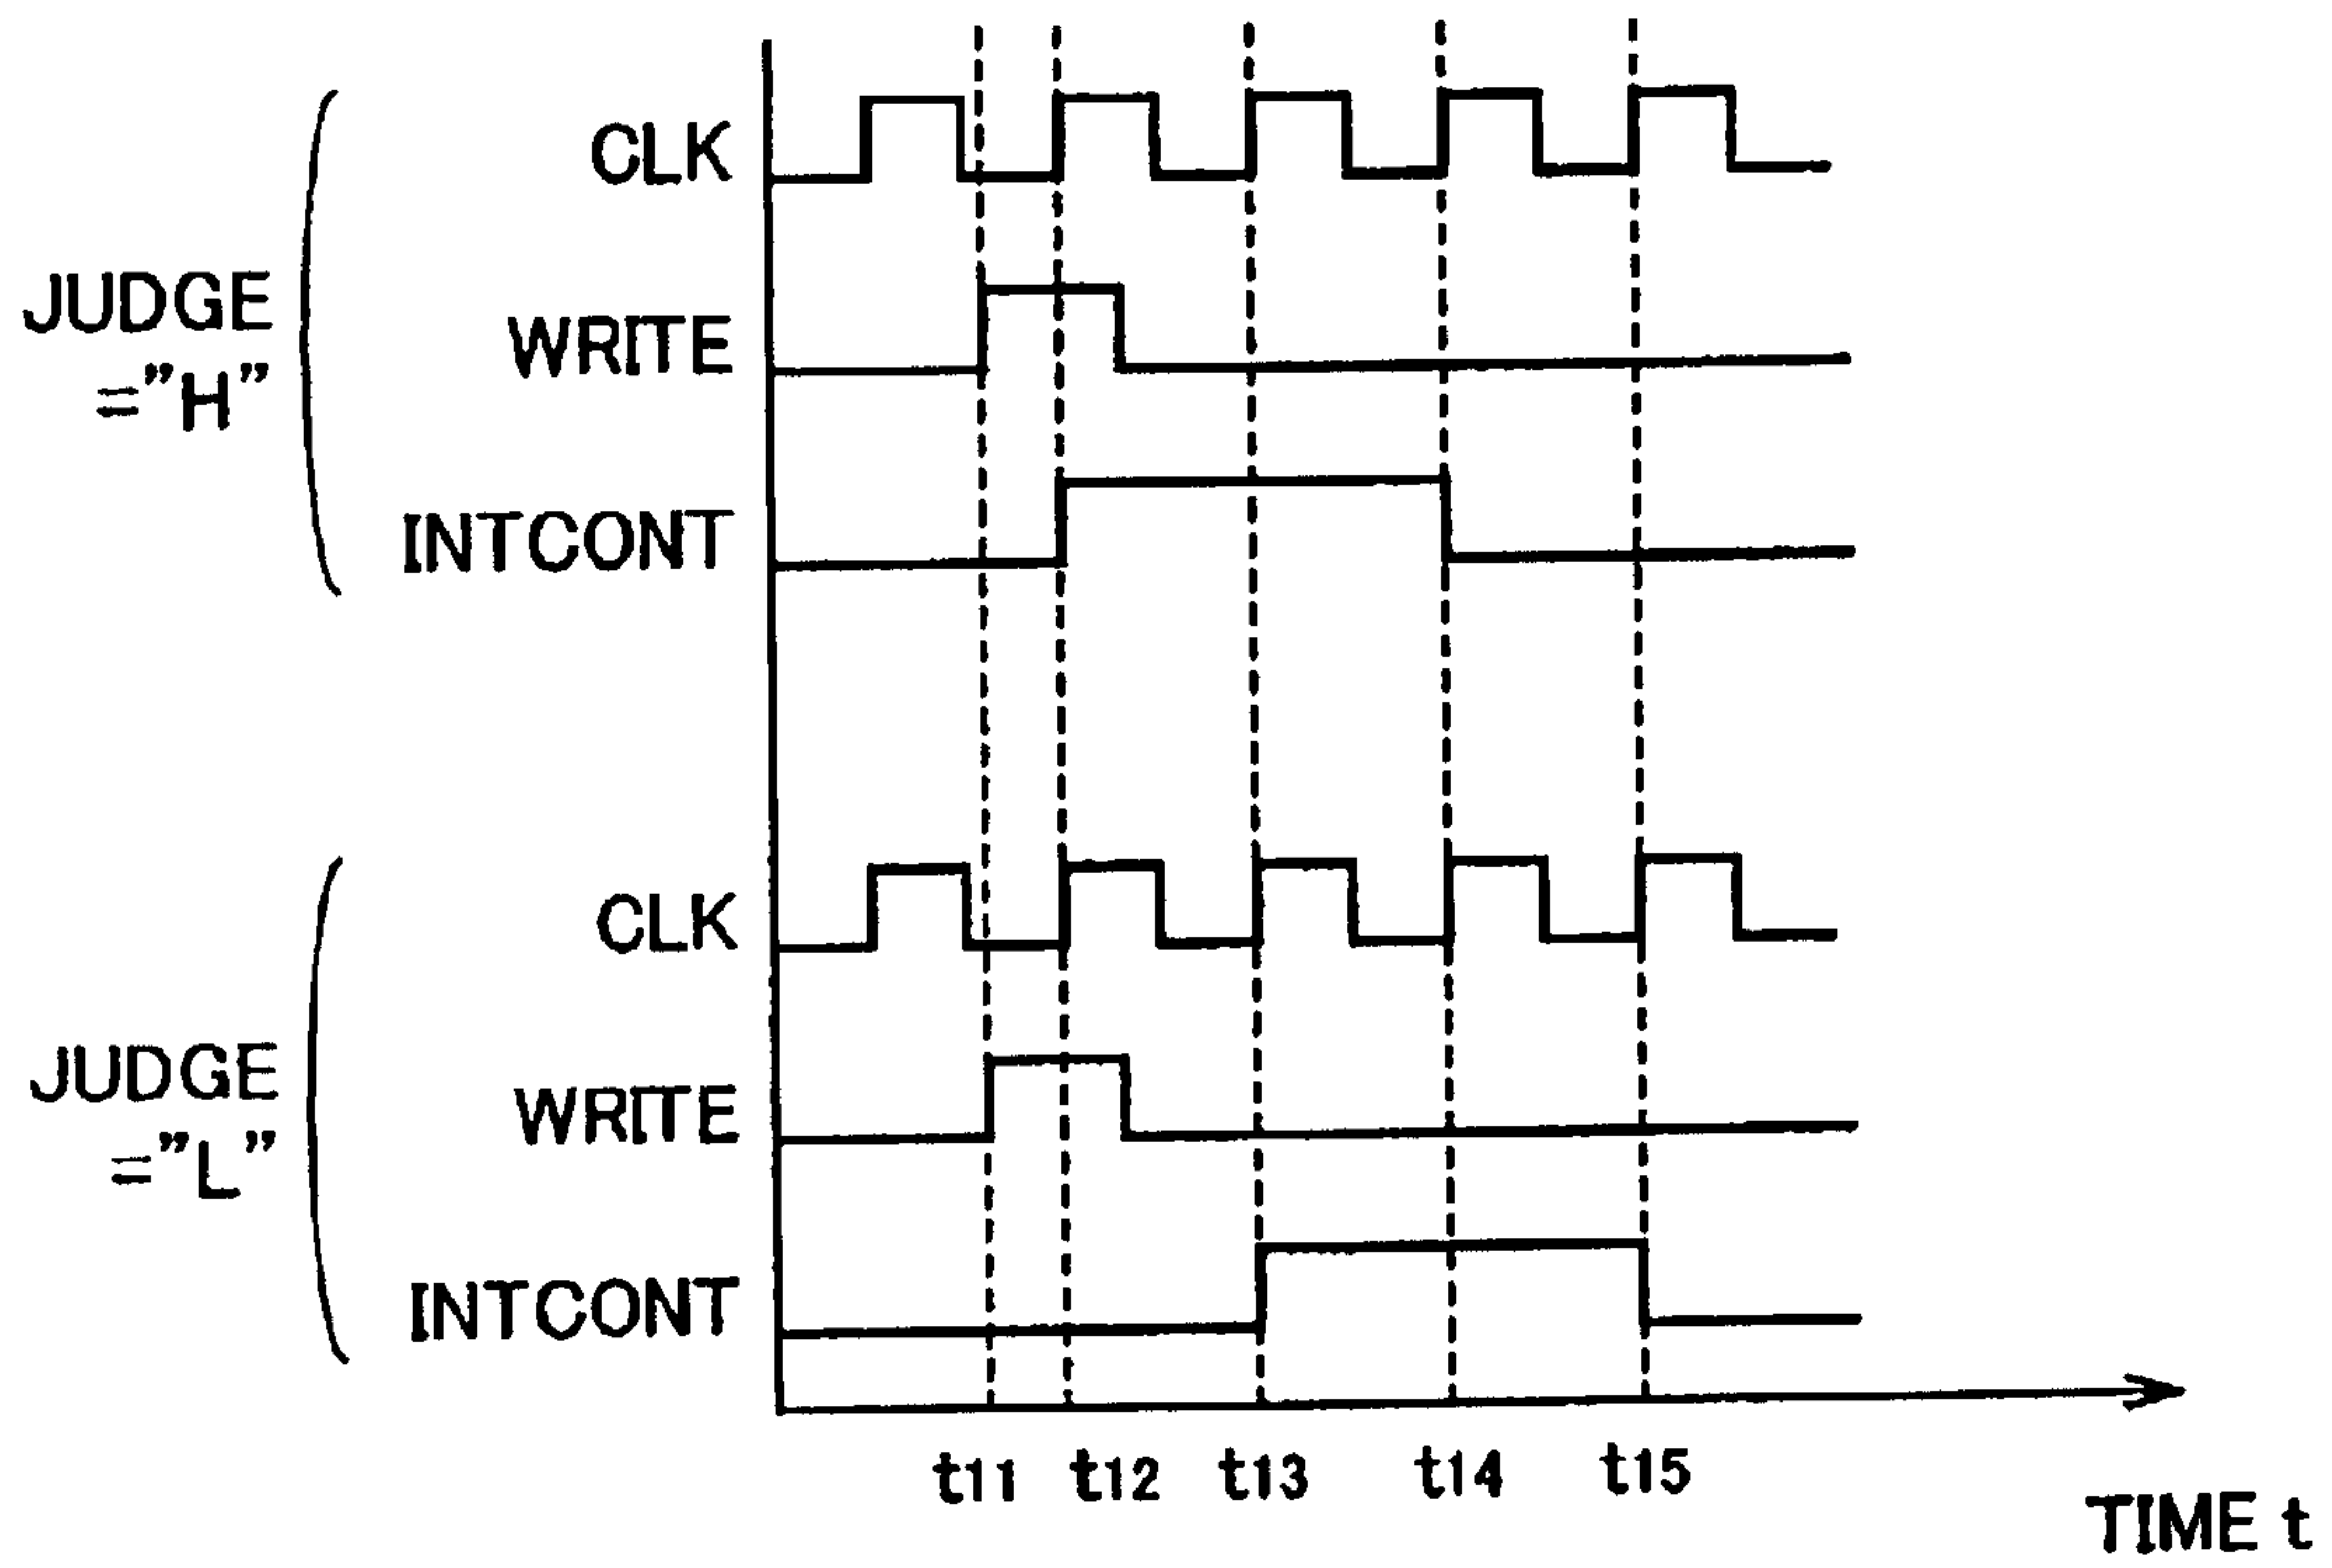 CLK
JUDGE
="H"
WRITE
INTCONT
CLK
JUDGE
="L"
WRITE
INTCONT
t11 t12 t13 t14 t15
TIME t